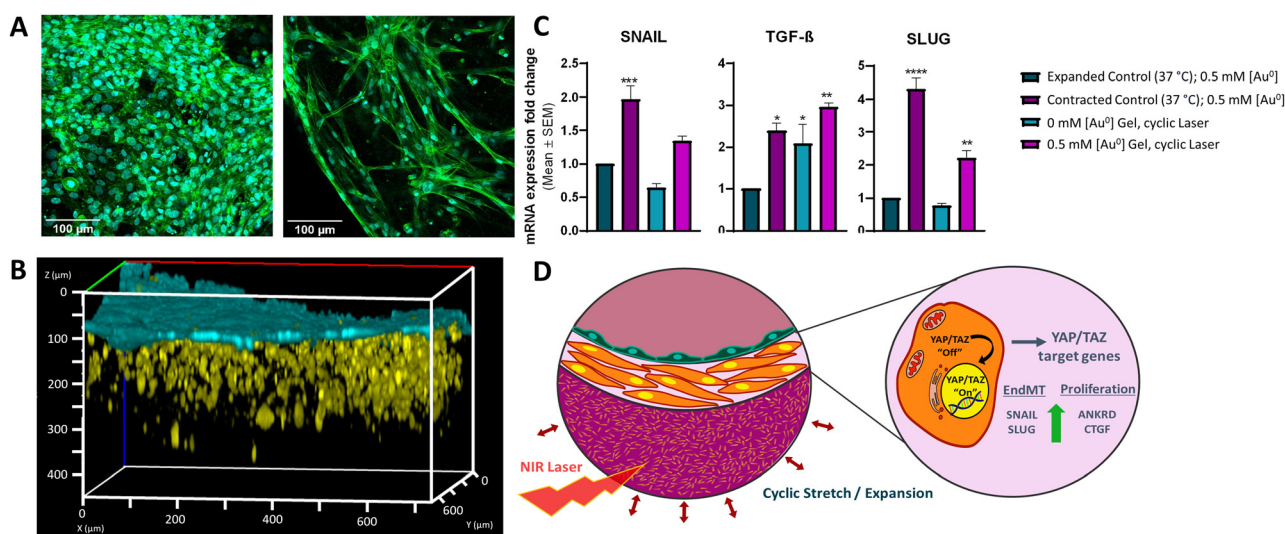 A
100 µm
100 µm
B
Z (µm)
0
100
200
300
400
0
200
400
600
X (µm)
0
200
400
600
Y (µm)
C
SNAIL
TGF-ß
SLUG
mRNA expression fold change
(Mean ± SEM)
2.5
2.0
1.5
1.0
0.5
0.0
***
4
3
2
1
0
*
*
**
5
4
3
2
1
0
****
**
Expanded Control (37 °C); 0.5 mM [Au⁰]
Contracted Control (37 °C); 0.5 mM [Au⁰]
0 mM [Au⁰] Gel, cyclic Laser
0.5 mM [Au⁰] Gel, cyclic Laser
D
NIR Laser
Cyclic Stretch / Expansion
YAP/TAZ
"Off"
YAP/TAZ
"On"
YAP/TAZ
target genes
EndMT
Proliferation
SNAIL
SLUG
ANKRD
CTGF